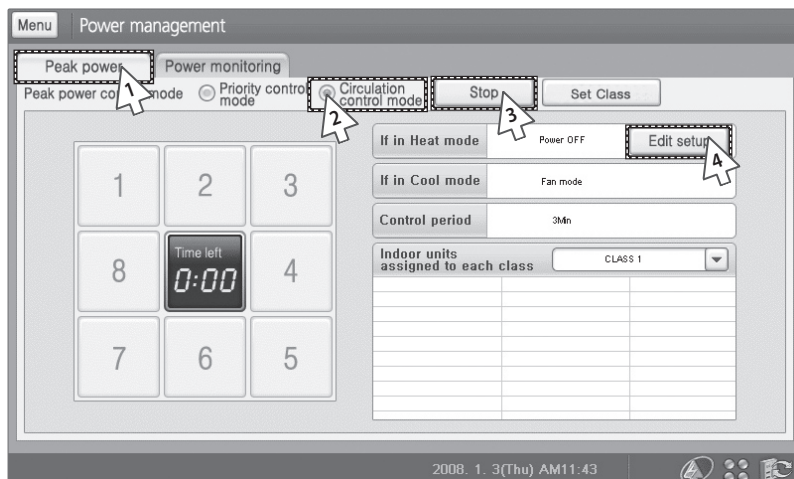 Menu Power management
Peak power Power monitoring
Peak power co ode Priority control mode Circulation control mode Stop Set Class
1 2 3 4
If in Heat mode Power OFF Edit setup
If in Cool mode Fan mode
Control period 3Min
Indoor units assigned to each class CLASS 1
1 2 3
8 Time left 0:00 4
7 6 5
2008. 1. 3(Thu) AM11:43